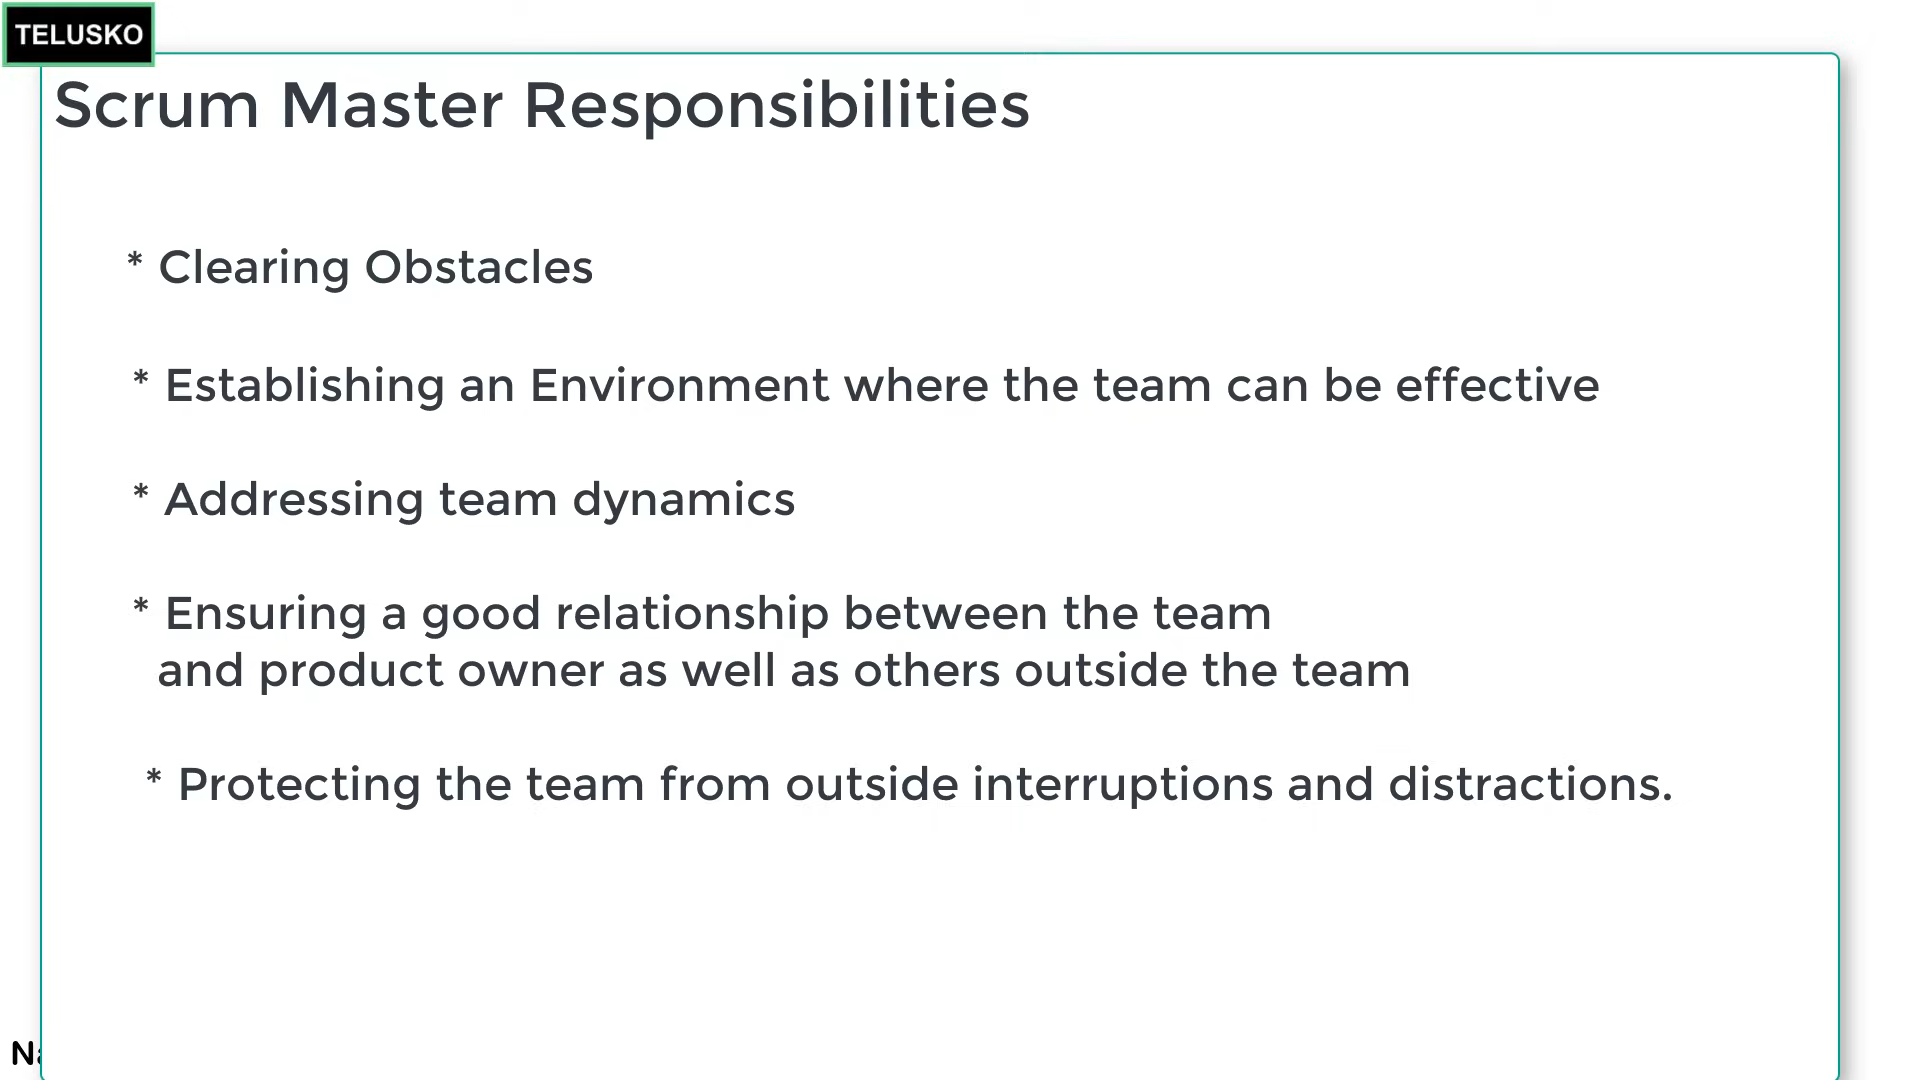 TELUSKO
Scrum Master Responsibilities
* Clearing Obstacles
* Establishing an Environment where the team can be effective
* Addressing team dynamics
* Ensuring a good relationship between the team
and product owner as well as others outside the team
* Protecting the team from outside interruptions and distractions.